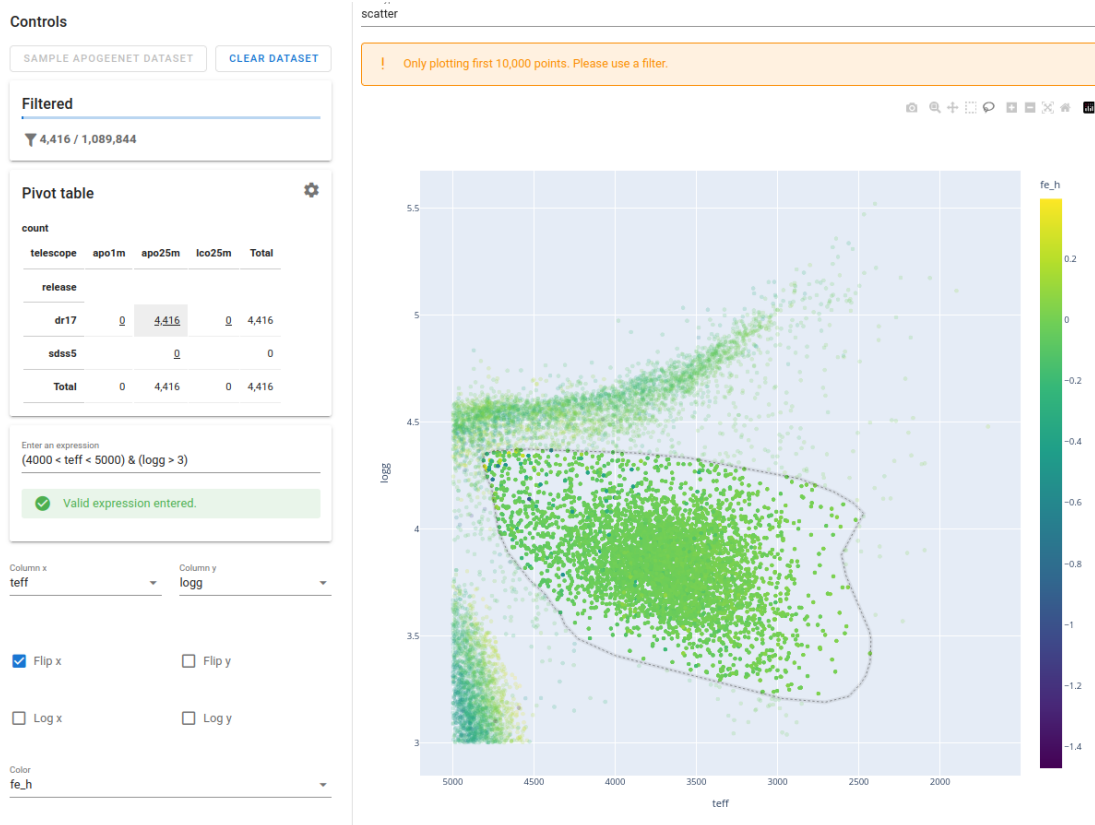 Controls
SAMPLE APOGEENET DATASET
CLEAR DATASET
Filtered
4,416 / 1,089,844
Pivot table
count
telescope apo1m apo25m lco25m Total
release
dr17 0 4,416 0 4,416
sdss5 0 0
Total 0 4,416 0 4,416
Enter an expression
(4000 < teff < 5000) & (logg > 3)
Valid expression entered.
Column x
teff
Column y
logg
Flip x
Flip y
Log x
Log y
Color
fe_h
scatter
! Only plotting first 10,000 points. Please use a filter.
5.5
5
4.5
4
3.5
3
logg
5000 4500 4000 3500 3000 2500 2000
teff
fe_h
0.2
0
−0.2
−0.4
−0.6
−0.8
−1
−1.2
−1.4